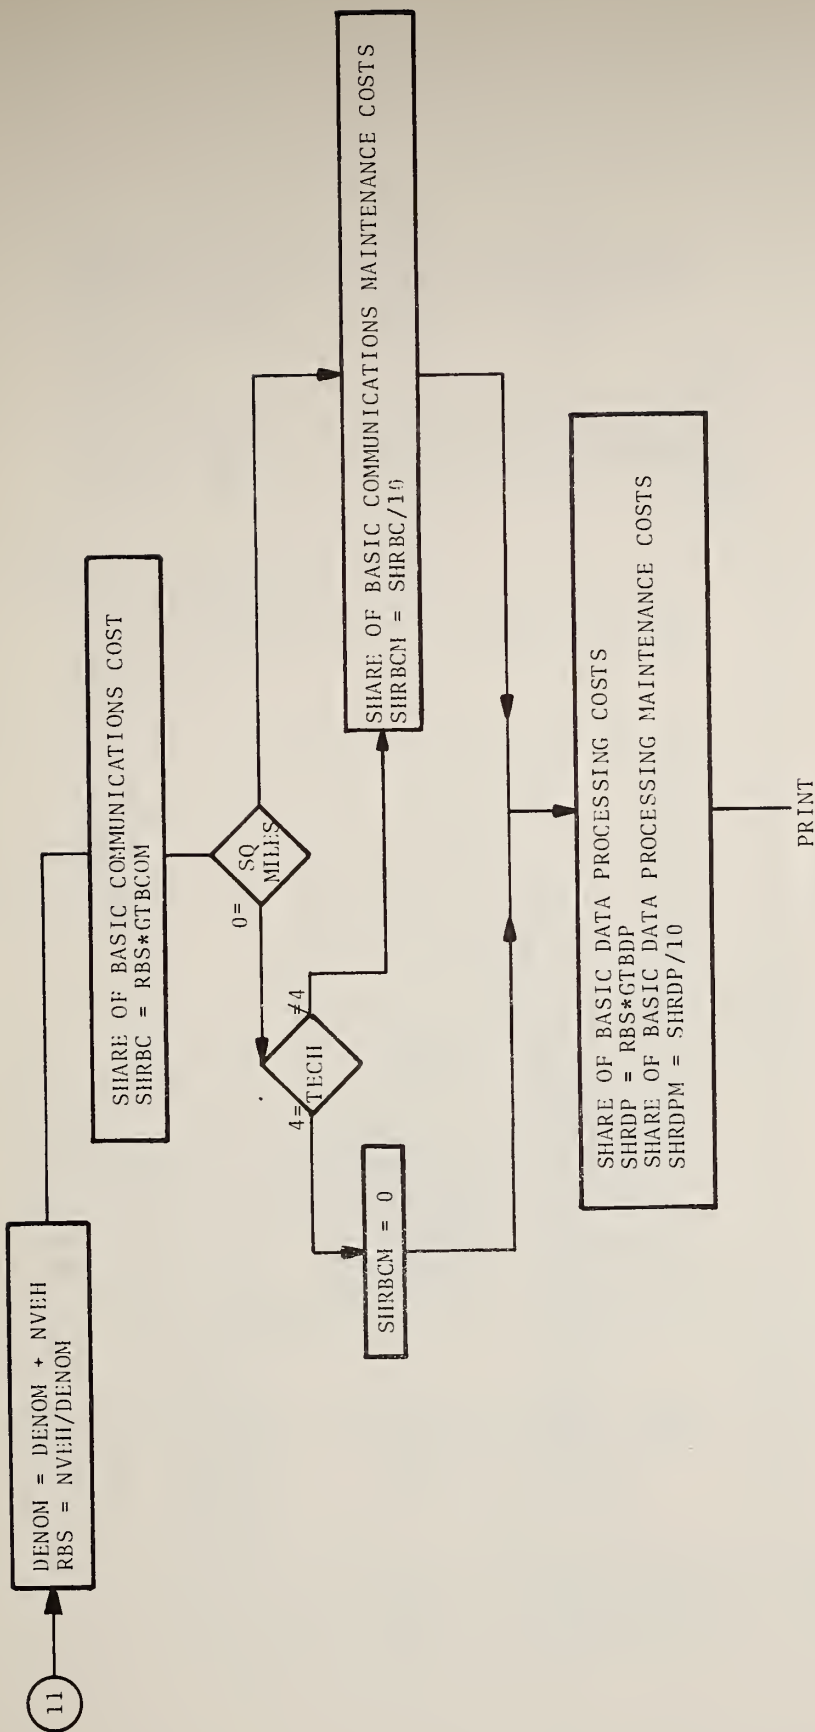 11
DENOM = DENOM + NVEH
RBS = NVEH/DENOM
SHARE OF BASIC COMMUNICATIONS COST
SHRBC = RBS*GTBCOM
SQ
MILES
0=
TECH
4=
≠4
SHRBCM = 0
SHARE OF BASIC COMMUNICATIONS MAINTENANCE COSTS
SHRBCM = SHRBC/10
SHARE OF BASIC DATA PROCESSING COSTS
SHRDP = RBS*GTBDP
SHARE OF BASIC DATA PROCESSING MAINTENANCE COSTS
SHRDPM = SHRDP/10
PRINT